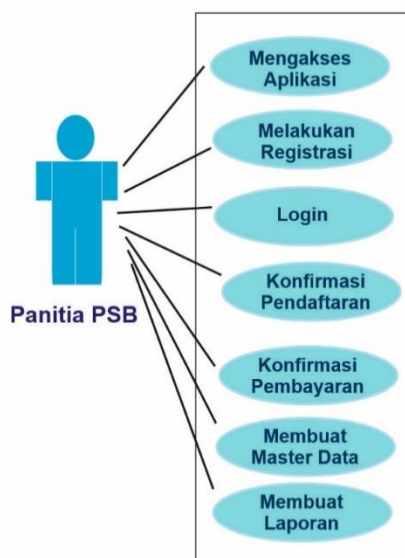 Mengakses
Aplikasi
Melakukan
Registrasi
Login
Konfirmasi
Pendaftaran
Panitia PSB
Konfirmasi
Pembayaran
Membuat
Master Data
Membuat
Laporan